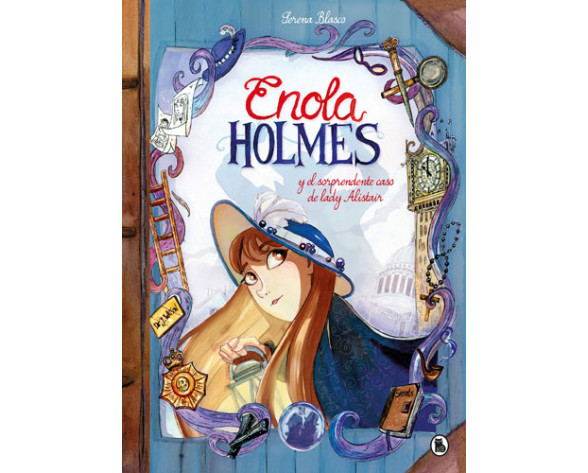 Serena Blasco
Enola
HOLMES
y el sorprendente caso
de lady Alistair